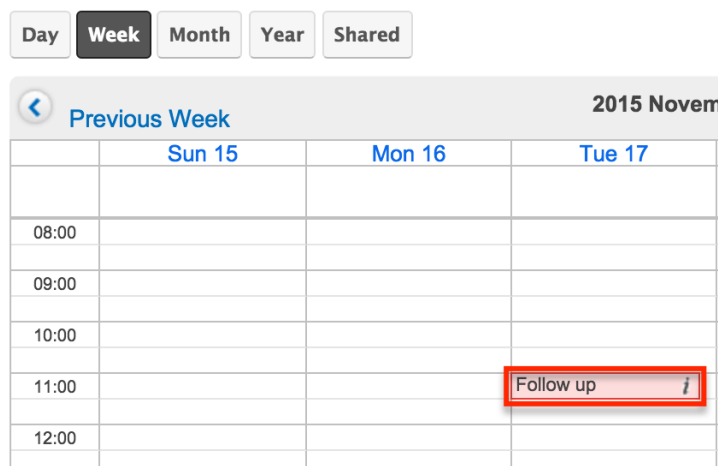 Day Week Month Year Shared
2015 Novem
Previous Week
Sun 15 Mon 16 Tue 17
08:00
09:00
10:00
11:00 Follow up i
12:00